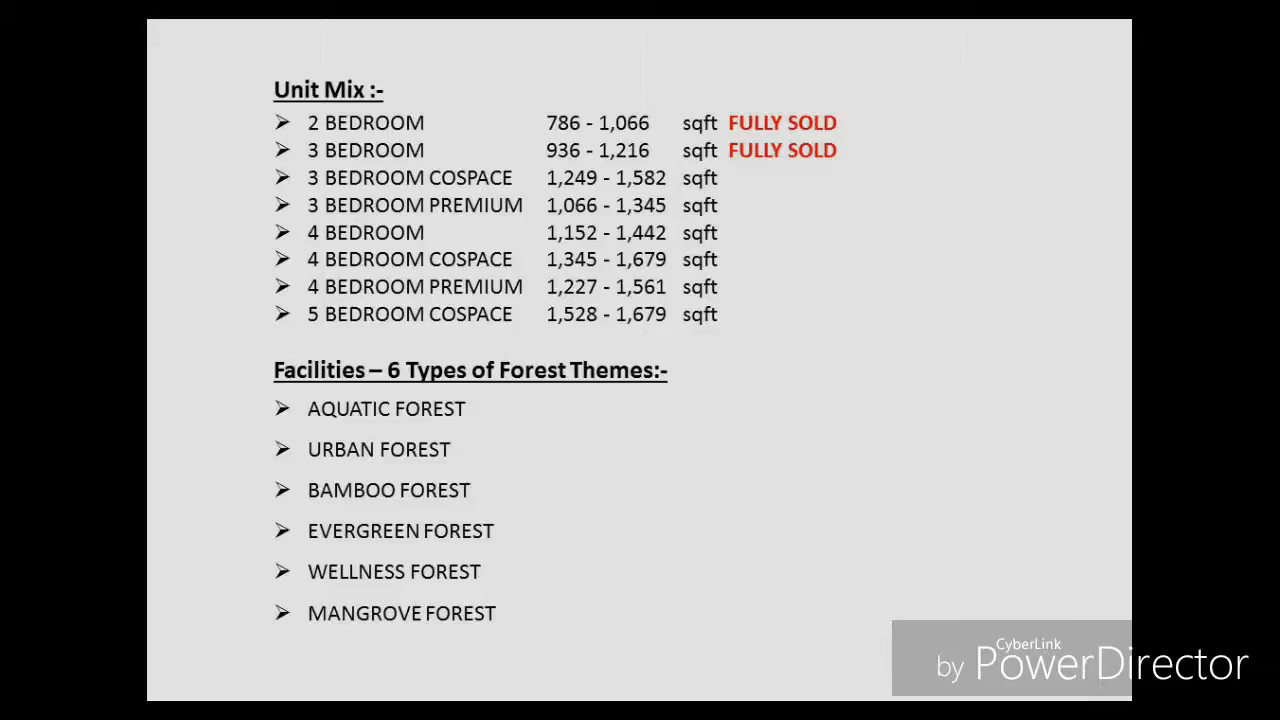 Unit Mix :-
➢ 2 BEDROOM 786 - 1,066 sqft FULLY SOLD
➢ 3 BEDROOM 936 - 1,216 sqft FULLY SOLD
➢ 3 BEDROOM COSPACE 1,249 - 1,582 sqft
➢ 3 BEDROOM PREMIUM 1,066 - 1,345 sqft
➢ 4 BEDROOM 1,152 - 1,442 sqft
➢ 4 BEDROOM COSPACE 1,345 - 1,679 sqft
➢ 4 BEDROOM PREMIUM 1,227 - 1,561 sqft
➢ 5 BEDROOM COSPACE 1,528 - 1,679 sqft
Facilities – 6 Types of Forest Themes:-
➢ AQUATIC FOREST
➢ URBAN FOREST
➢ BAMBOO FOREST
➢ EVERGREEN FOREST
➢ WELLNESS FOREST
➢ MANGROVE FOREST
CyberLink
by PowerDirector